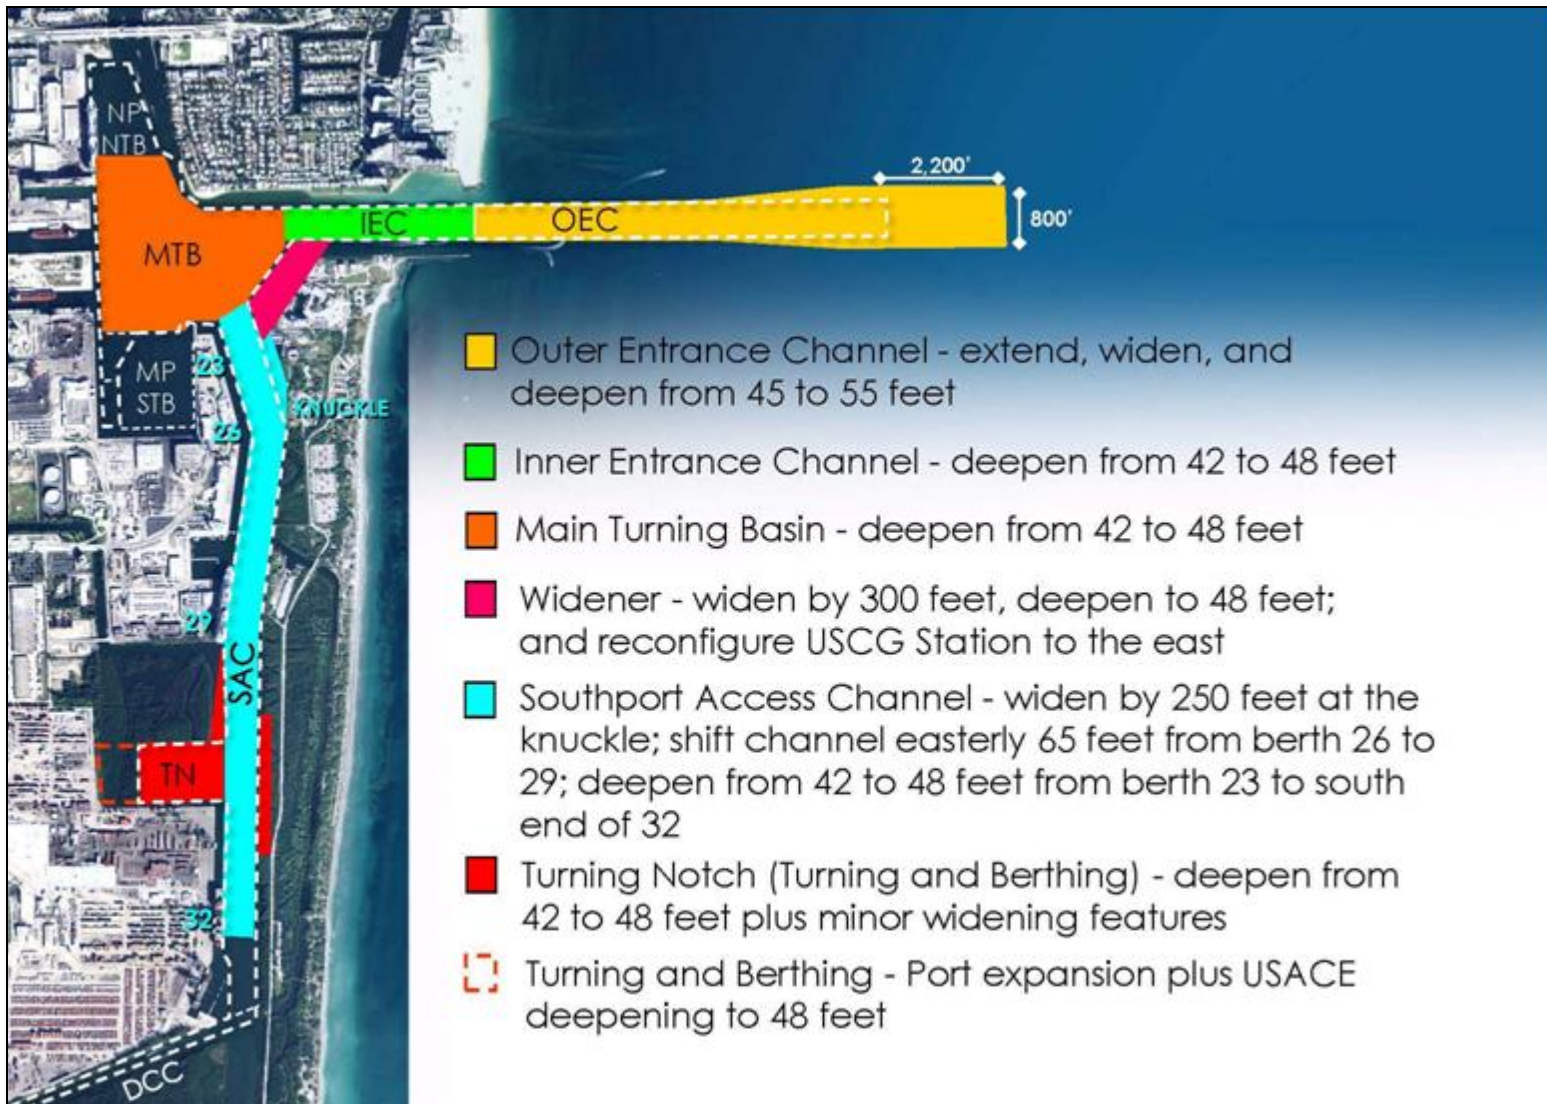 NP
NTB
2,200'
800'
IEC
OEC
MTB
MP
STB
23
26
KNUCKLE
29
SAC
TN
32
DCC
Outer Entrance Channel - extend, widen, and
deepen from 45 to 55 feet
Inner Entrance Channel - deepen from 42 to 48 feet
Main Turning Basin - deepen from 42 to 48 feet
Widener - widen by 300 feet, deepen to 48 feet;
and reconfigure USCG Station to the east
Southport Access Channel - widen by 250 feet at the
knuckle; shift channel easterly 65 feet from berth 26 to
29; deepen from 42 to 48 feet from berth 23 to south
end of 32
Turning Notch (Turning and Berthing) - deepen from
42 to 48 feet plus minor widening features
Turning and Berthing - Port expansion plus USACE
deepening to 48 feet